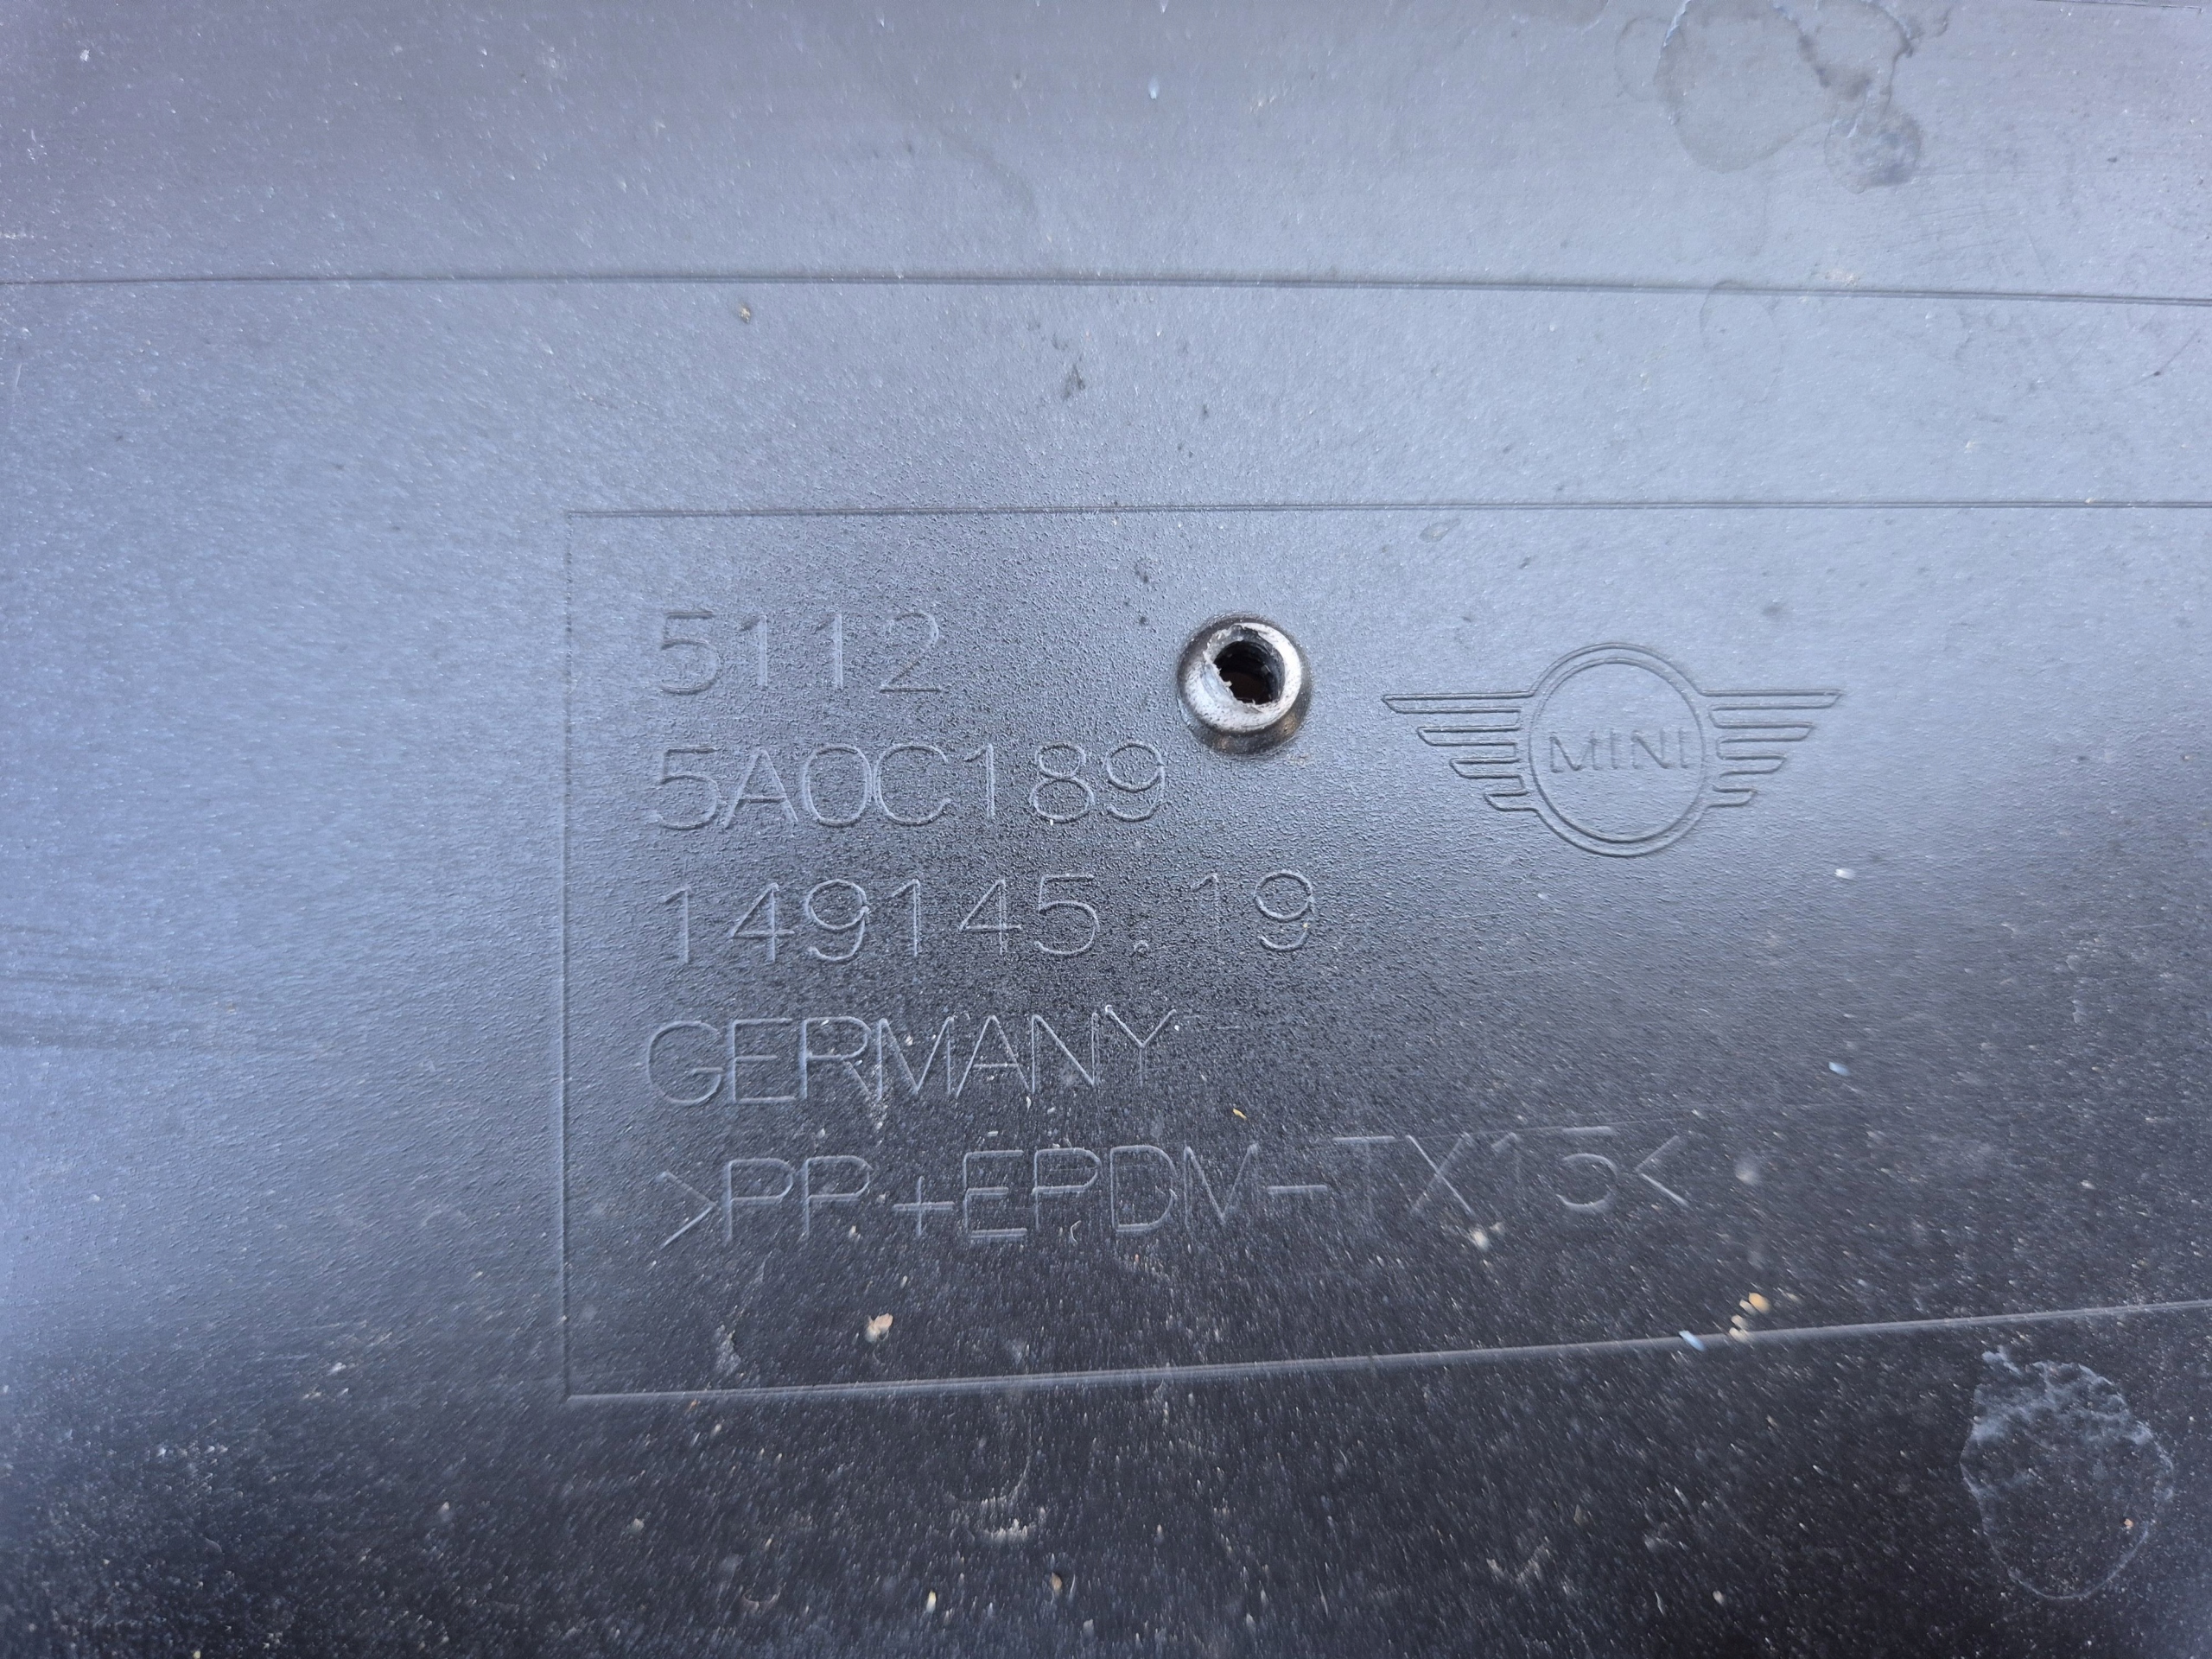 5112
5A0C189
MINI
149145.19
GERMANY
>PP+EPDM-TX15<